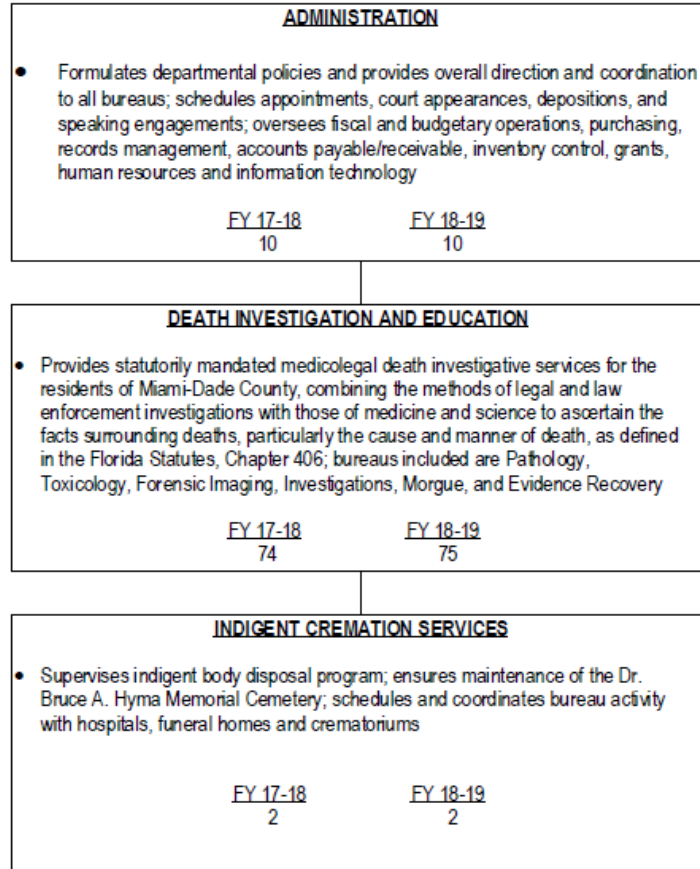 ADMINISTRATION
• Formulates departmental policies and provides overall direction and coordination
to all bureaus; schedules appointments, court appearances, depositions, and
speaking engagements; oversees fiscal and budgetary operations, purchasing,
records management, accounts payable/receivable, inventory control, grants,
human resources and information technology
FY 17-18 FY 18-19
10 10
DEATH INVESTIGATION AND EDUCATION
• Provides statutorily mandated medicolegal death investigative services for the
residents of Miami-Dade County, combining the methods of legal and law
enforcement investigations with those of medicine and science to ascertain the
facts surrounding deaths, particularly the cause and manner of death, as defined
in the Florida Statutes, Chapter 406; bureaus included are Pathology,
Toxicology, Forensic Imaging, Investigations, Morgue, and Evidence Recovery
FY 17-18 FY 18-19
74 75
INDIGENT CREMATION SERVICES
• Supervises indigent body disposal program; ensures maintenance of the Dr.
Bruce A. Hyma Memorial Cemetery; schedules and coordinates bureau activity
with hospitals, funeral homes and crematoriums
FY 17-18 FY 18-19
2 2